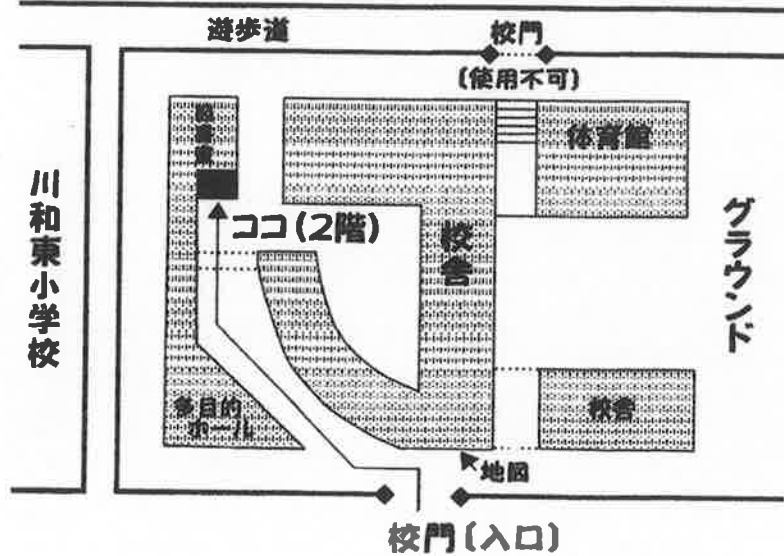 遊歩道
校門
(使用不可)
体育館
川和東小学校
ココ(2階)
校舎
グラウンド
多目的
ホール
校舎
地図
校門(入口)